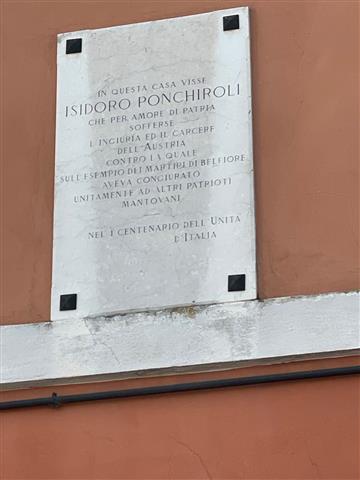 IN QUESTA CASA VISSE
ISIDORO PONCHIROLI
CHE PER AMORE DI PATRIA
SOFFERSE
L'INGIURIA ED IL CARCERE
DELL'AUSTRIA
CONTRO LA QUALE
SULL'ESEMPIO DEI MARTIRI DI BELFIORE
AVEVA CONGIURATO
UNITAMENTE AD ALTRI PATRIOTI
MANTOVANI
NEL I CENTENARIO DELL'UNITÀ
D'ITALIA